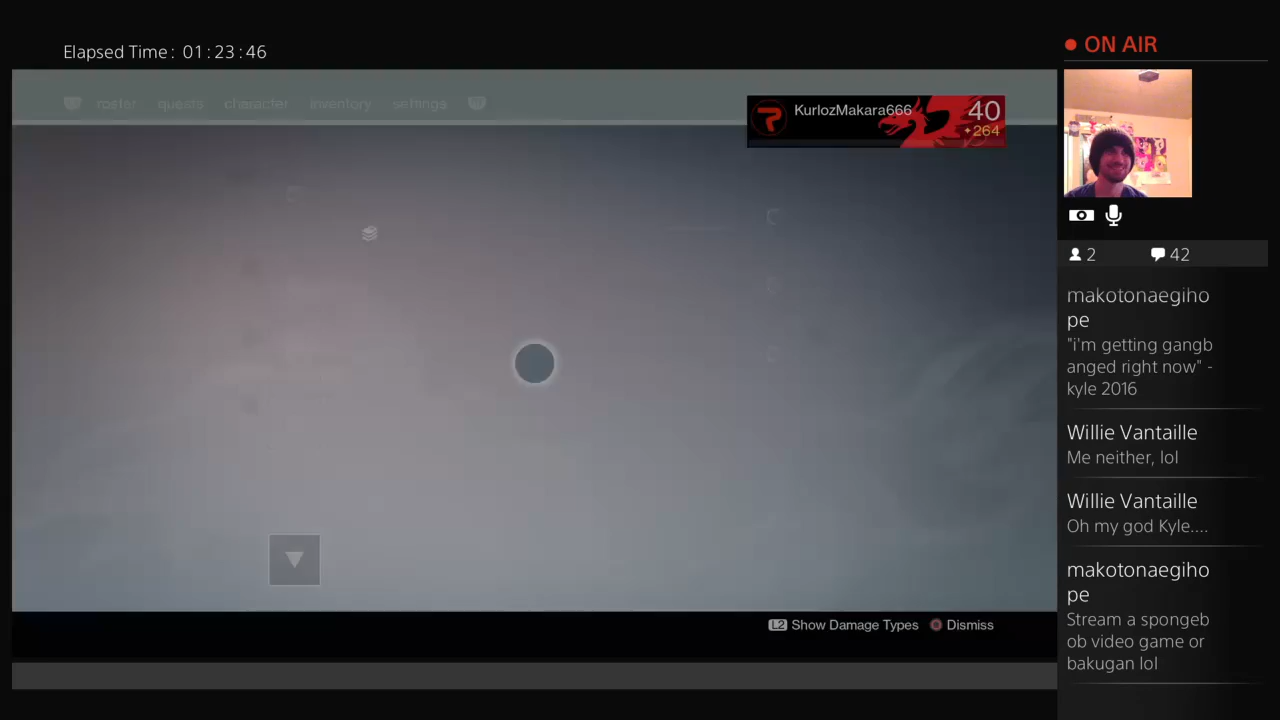 Elapsed Time: 01:23:46
ON AIR
roster quests character inventory settings
KurlozMakara666
40
264
2 42
makotonaegiho
pe
"i'm getting gangb
anged right now" -
kyle 2016
Willie Vantaille
Me neither, lol
Willie Vantaille
Oh my god Kyle....
makotonaegiho
pe
Stream a spongeb
ob video game or
bakugan lol
L2 Show Damage Types Dismiss